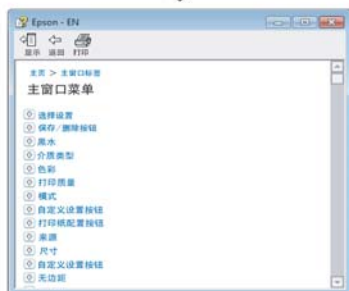 Epson - EN
显示 返回 打印
主页 > 主窗口标签
主窗口菜单
选择设置
保存/删除按钮
黑水
介质类型
色彩
打印质量
模式
自定义设置按钮
打印纸配置按钮
来源
尺寸
自定义设置按钮
无边距